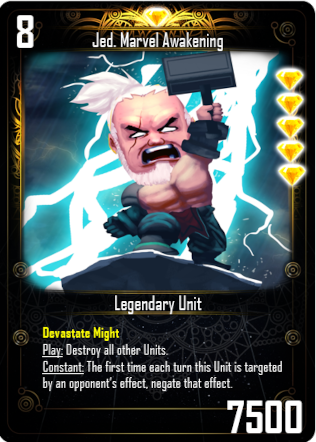 8
Jed. Marvel Awakening
Legendary Unit
Devastate Might
Play: Destroy all other Units.
Constant: The first time each turn this Unit is targeted
by an opponent's effect, negate that effect.
7500